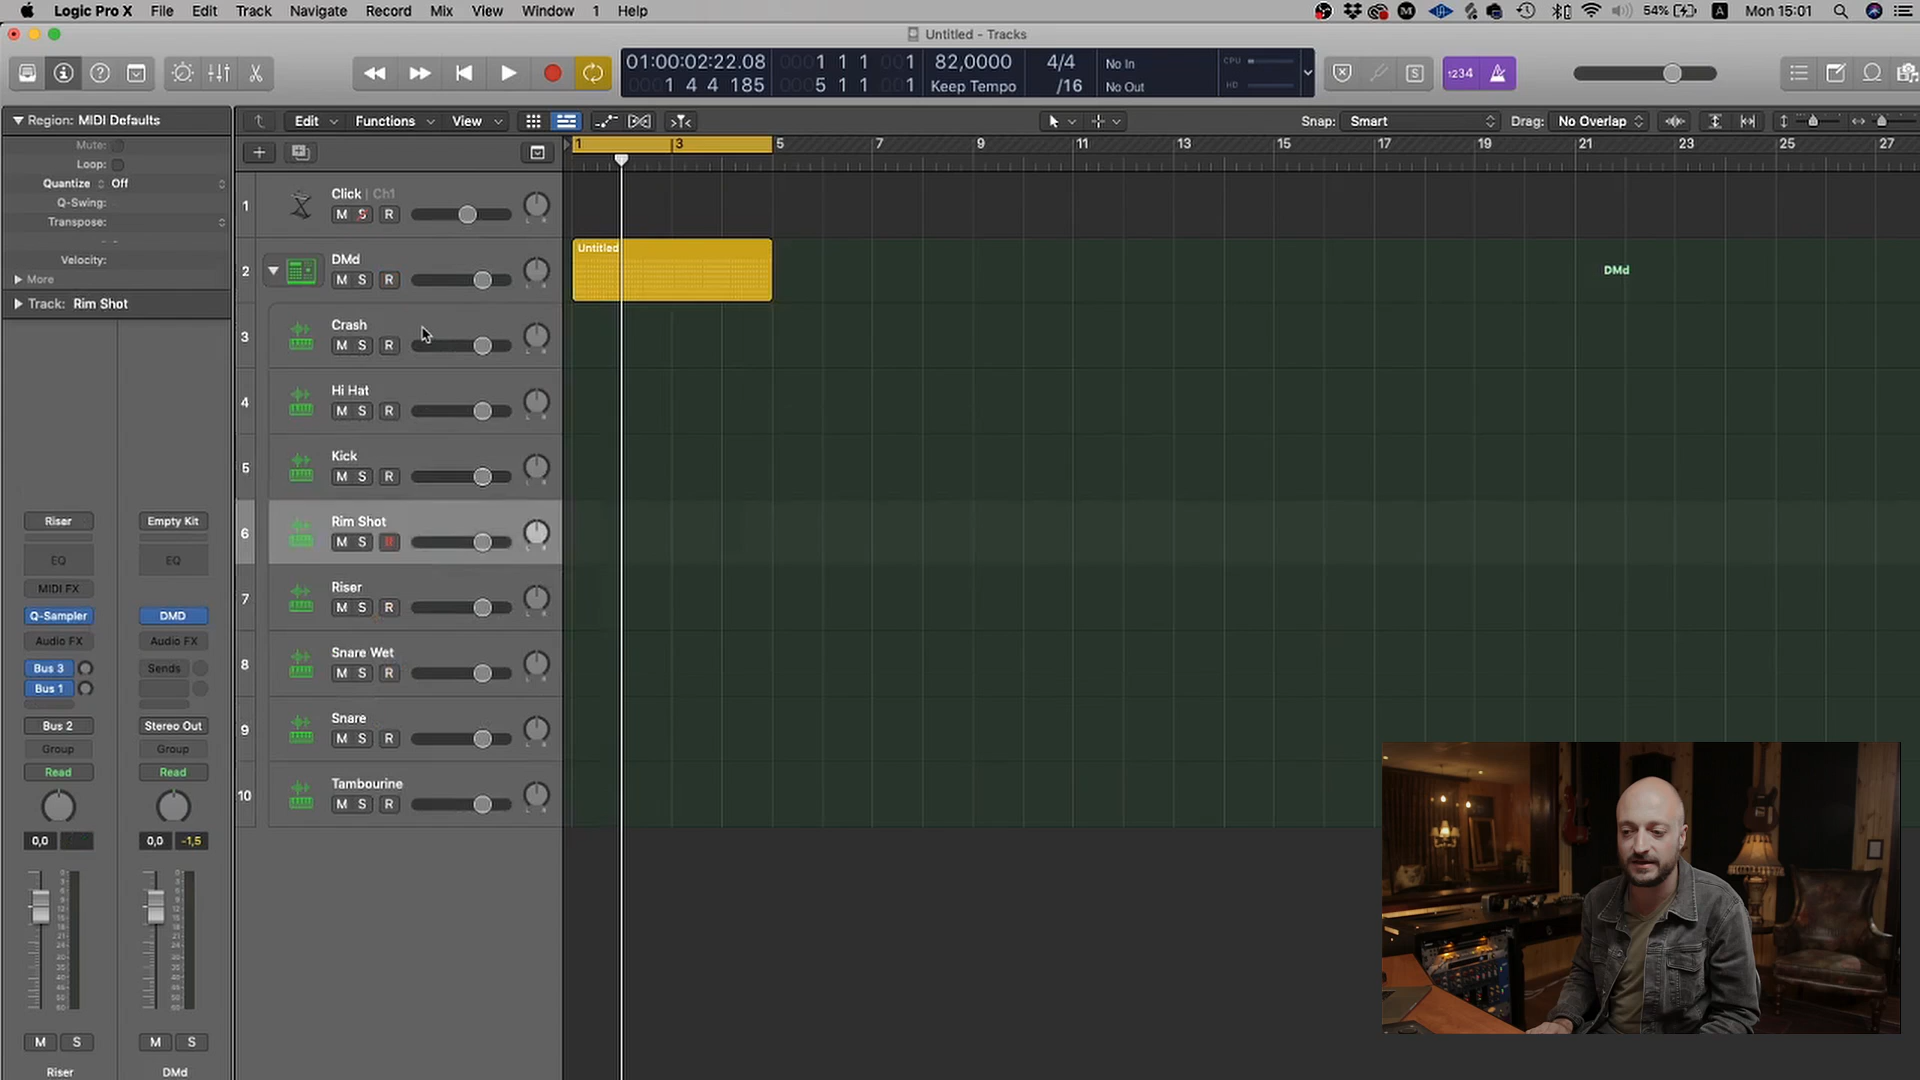 Logic Pro X File Edit Track Navigate Record Mix View Window 1 Help
54% A Mon 15:01
Untitled - Tracks
01:00:02:22.08 1 1 1 1 82,0000 4/4 No In CPU
1 4 4 185 5 1 1 1 Keep Tempo /16 No Out HD
S 1234
Region: MIDI Defaults
Edit Functions View Snap: Smart Drag: No Overlap
Mute:
Loop:
Quantize Off
Q-Swing:
Transpose:
Velocity:
More
Track: Rim Shot
1 3 5 7 9 11 13 15 17 19 21 23 25 27
1 Click | Ch1
M S R
2 DMd
M S R
Untitled
DMd
3 Crash
M S R
4 Hi Hat
M S R
5 Kick
M S R
6 Rim Shot
M S R
7 Riser
M S R
8 Snare Wet
M S R
9 Snare
M S R
10 Tambourine
M S R
Riser Empty Kit
EQ EQ
MIDI FX
Q-Sampler DMD
Audio FX Audio FX
Bus 3 Sends
Bus 1
Bus 2 Stereo Out
Group Group
Read Read
0,0 0,0 -1,5
M S M S
Riser DMd